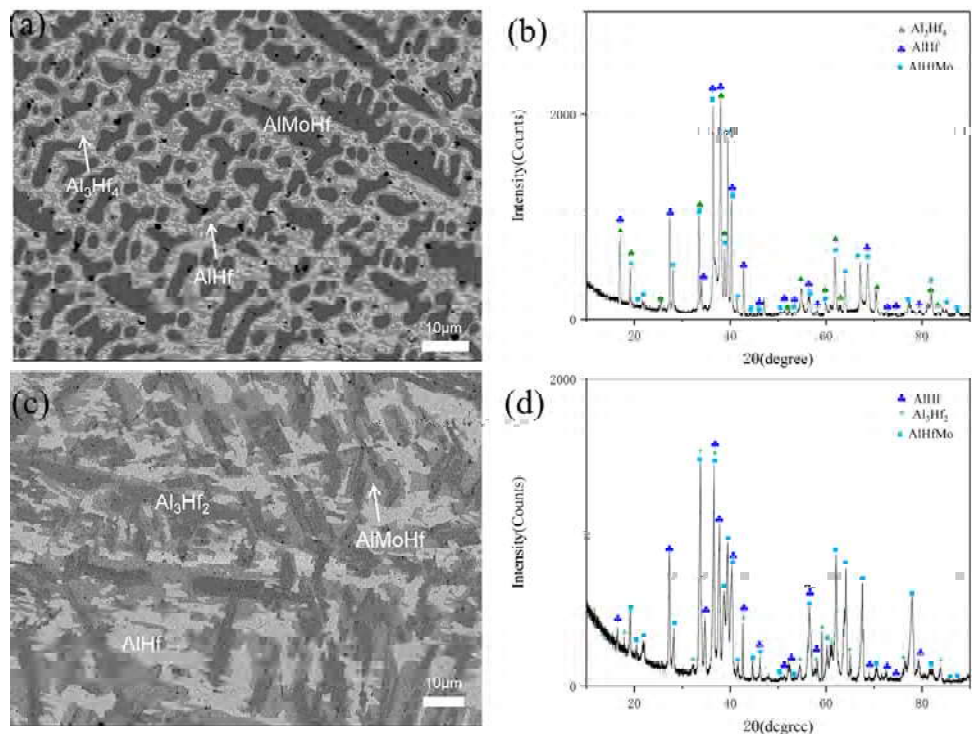 (a)
AlMoHf
Al₃Hf₄
AlHf
10μm
(b)
Al₃Hf₄
AlHf
AlHfMo
2000
Intensity(Counts)
0
20
40
60
80
2θ(degree)
(c)
Al₃Hf₂
AlMoHf
AlHf
10μm
(d)
2000
AlHf
Al₃Hf₂
AlHfMo
Intensity(Counts)
0
20
40
60
80
2θ(degree)